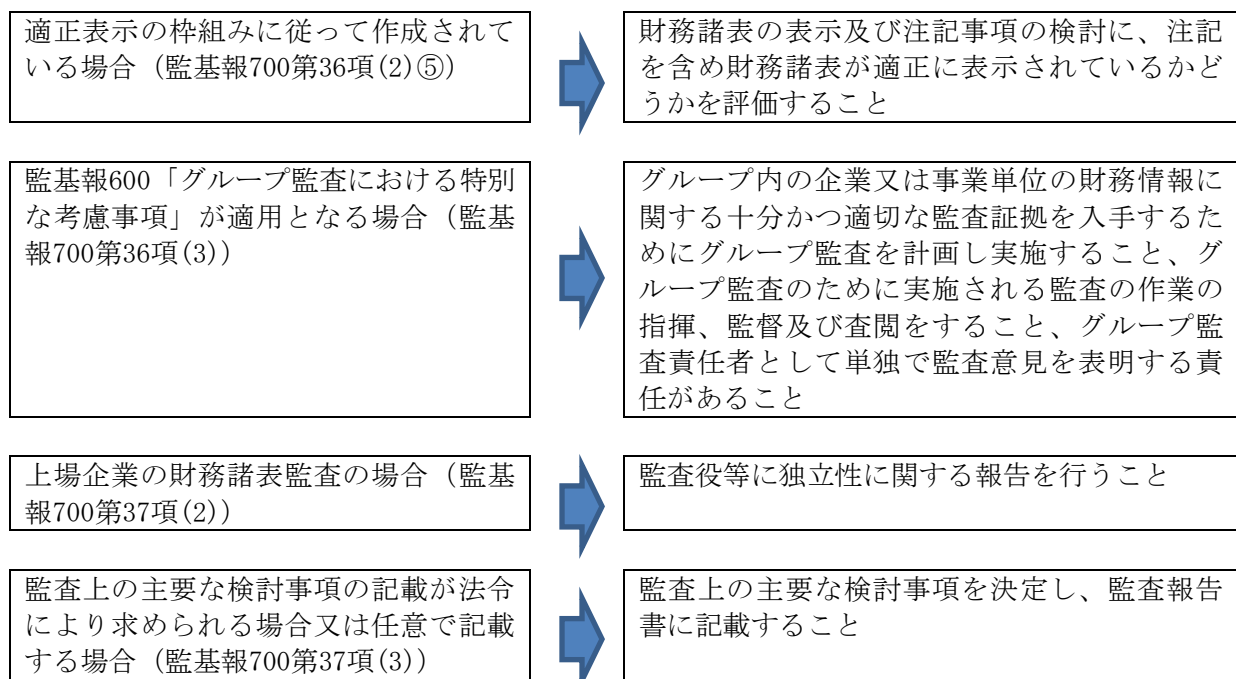 適正表示の枠組みに従って作成されて
いる場合（監基報700第36項(2)⑤）
財務諸表の表示及び注記事項の検討に、注記
を含め財務諸表が適正に表示されているかど
うかを評価すること
監基報600「グループ監査における特別
な考慮事項」が適用となる場合（監基
報700第36項(3)）
グループ内の企業又は事業単位の財務情報に
関する十分かつ適切な監査証拠を入手するた
めにグループ監査を計画し実施すること、グ
ループ監査のために実施される監査の作業の
指揮、監督及び査閲をすること、グループ監
査責任者として単独で監査意見を表明する責
任があること
上場企業の財務諸表監査の場合（監基
報700第37項(2)）
監査役等に独立性に関する報告を行うこと
監査上の主要な検討事項の記載が法令
により求められる場合又は任意で記載
する場合（監基報700第37項(3)）
監査上の主要な検討事項を決定し、監査報告
書に記載すること